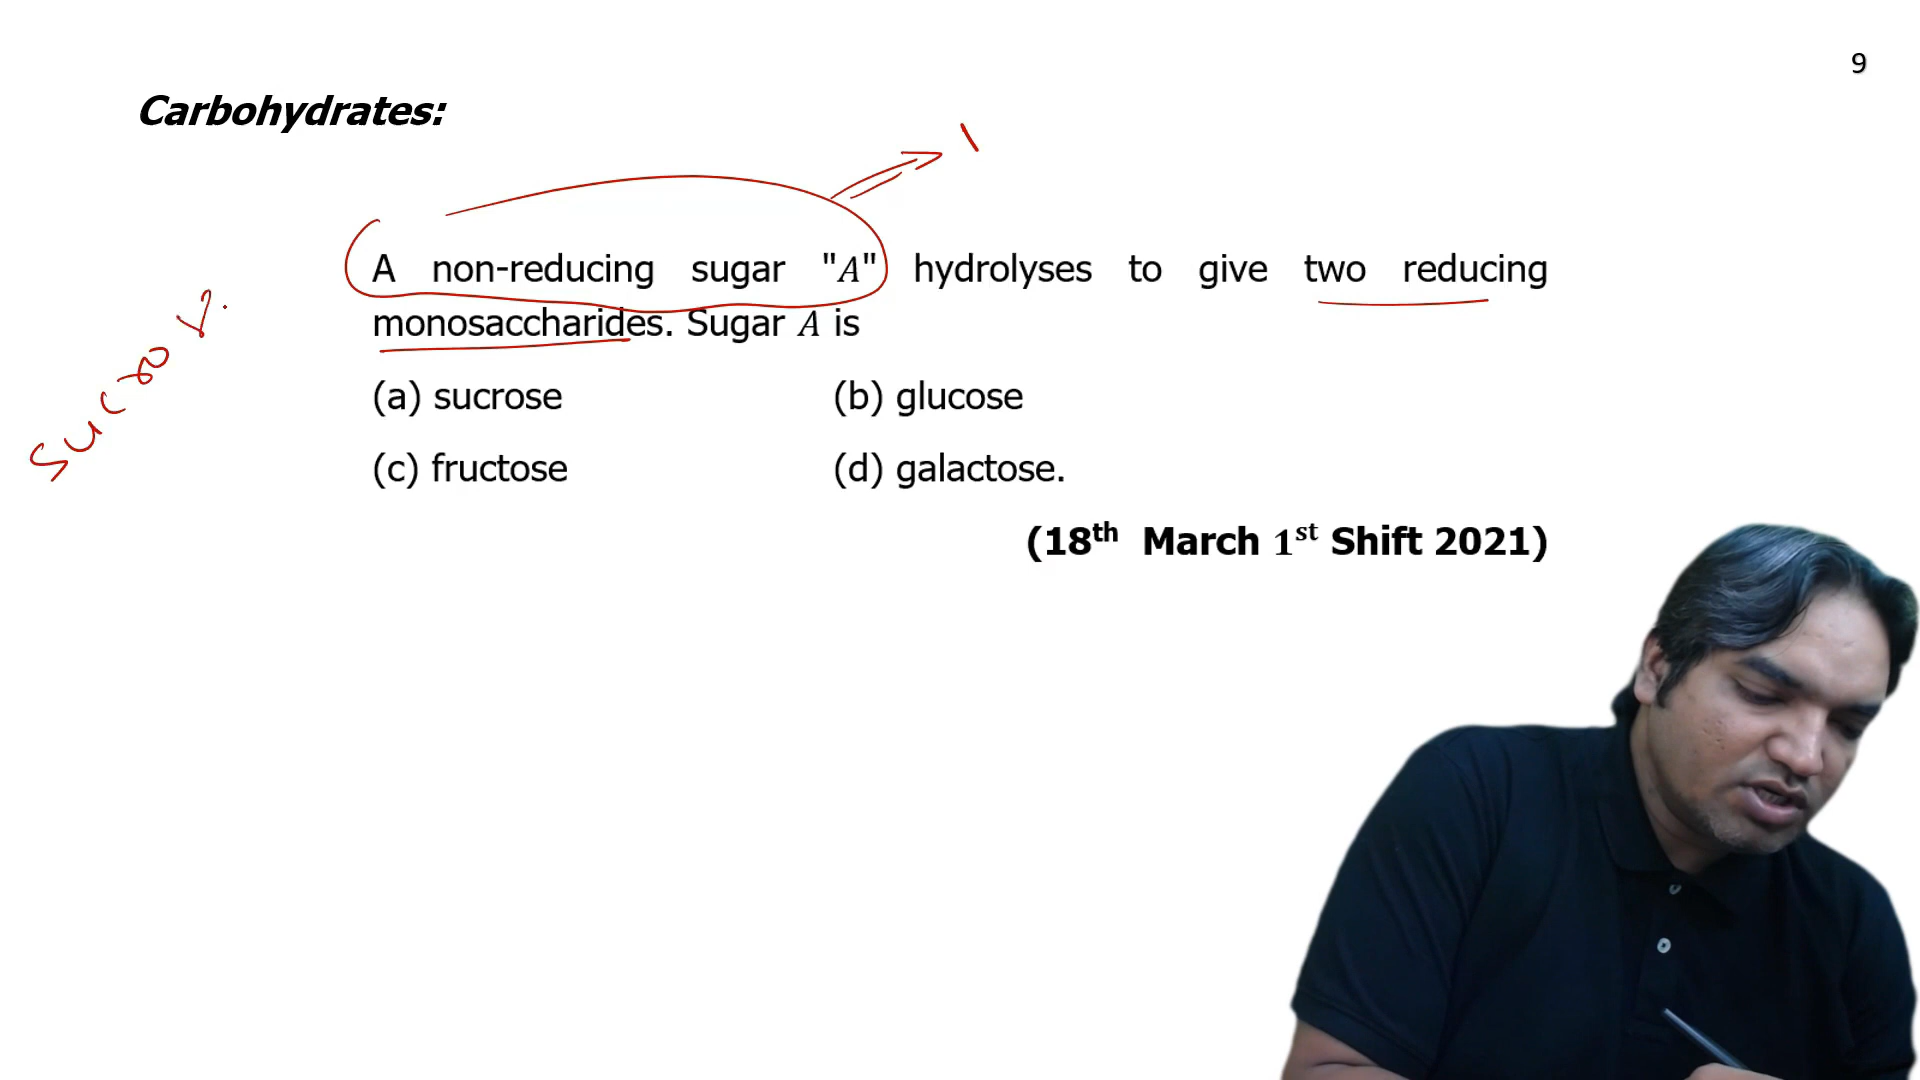 9
Carbohydrates:
A non-reducing sugar "A" hydrolyses to give two reducing
monosaccharides. Sugar A is
(a) sucrose (b) glucose
(c) fructose (d) galactose.
(18th March 1st Shift 2021)